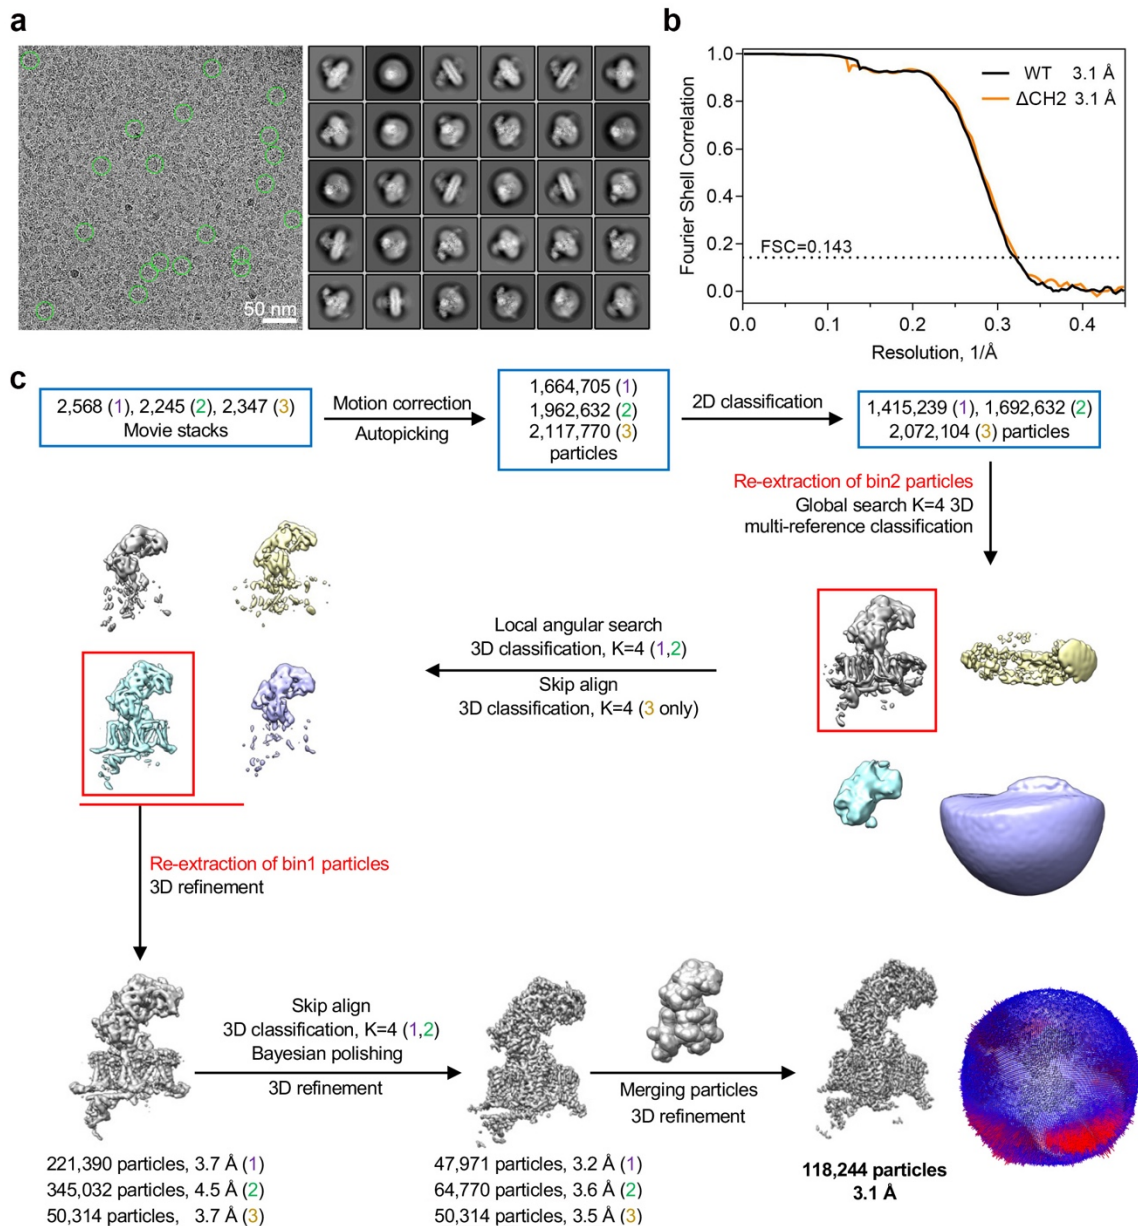 a
50 nm
b
Fourier Shell Correlation
1.0
0.8
0.6
0.4
0.2
0.0
WT 3.1 Å
ΔCH2 3.1 Å
FSC=0.143
0.0 0.1 0.2 0.3 0.4
Resolution, 1/Å
c
2,568 (1), 2,245 (2), 2,347 (3)
Movie stacks
Motion correction
Autopicking
1,664,705 (1)
1,962,632 (2)
2,117,770 (3)
particles
2D classification
1,415,239 (1), 1,692,632 (2)
2,072,104 (3) particles
Re-extraction of bin2 particles
Global search K=4 3D
multi-reference classification
Local angular search
3D classification, K=4 (1,2)
Skip align
3D classification, K=4 (3 only)
Re-extraction of bin1 particles
3D refinement
Skip align
3D classification, K=4 (1,2)
Bayesian polishing
3D refinement
Merging particles
3D refinement
221,390 particles, 3.7 Å (1)
345,032 particles, 4.5 Å (2)
50,314 particles, 3.7 Å (3)
47,971 particles, 3.2 Å (1)
64,770 particles, 3.6 Å (2)
50,314 particles, 3.5 Å (3)
118,244 particles
3.1 Å